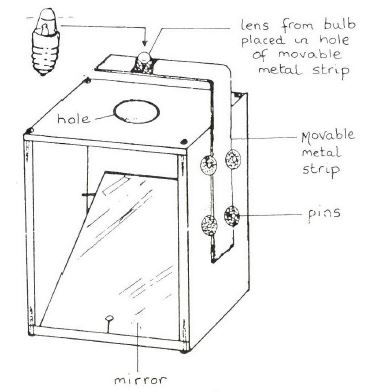 lens from bulb
placed in hole
of movable
metal strip
hole
Movable
metal
strip
pins
mirror